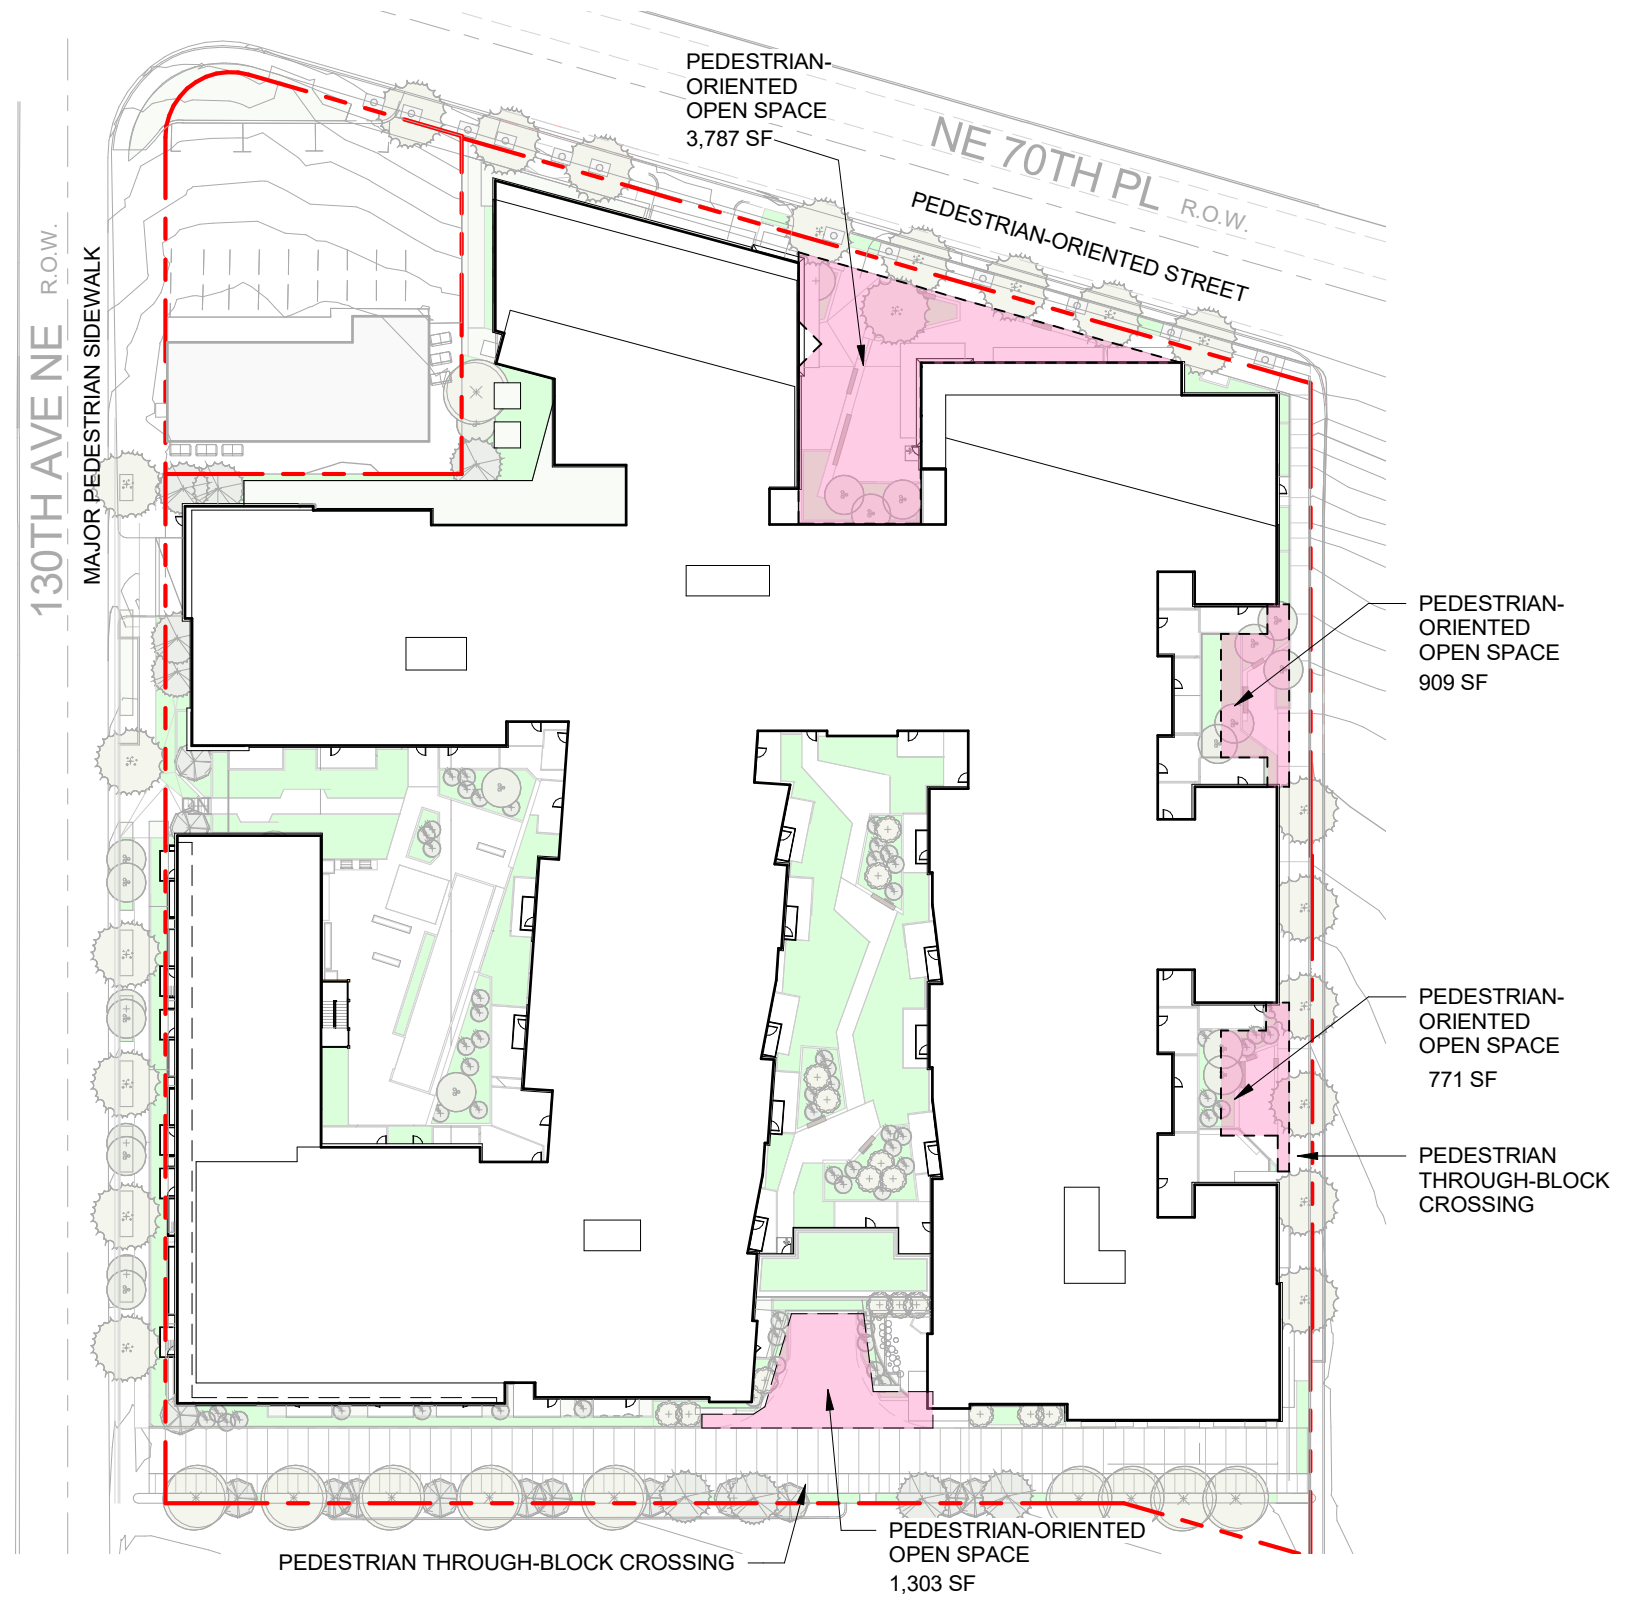 PEDESTRIAN-
ORIENTED
OPEN SPACE
3,787 SF
NE 70TH PL R.O.W.
PEDESTRIAN-ORIENTED STREET
130TH AVE NE R.O.W.
MAJOR PEDESTRIAN SIDEWALK
PEDESTRIAN-
ORIENTED
OPEN SPACE
909 SF
DN
PEDESTRIAN-
ORIENTED
OPEN SPACE
771 SF
PEDESTRIAN
THROUGH-BLOCK
CROSSING
PEDESTRIAN-ORIENTED
OPEN SPACE
1,303 SF
PEDESTRIAN THROUGH-BLOCK CROSSING